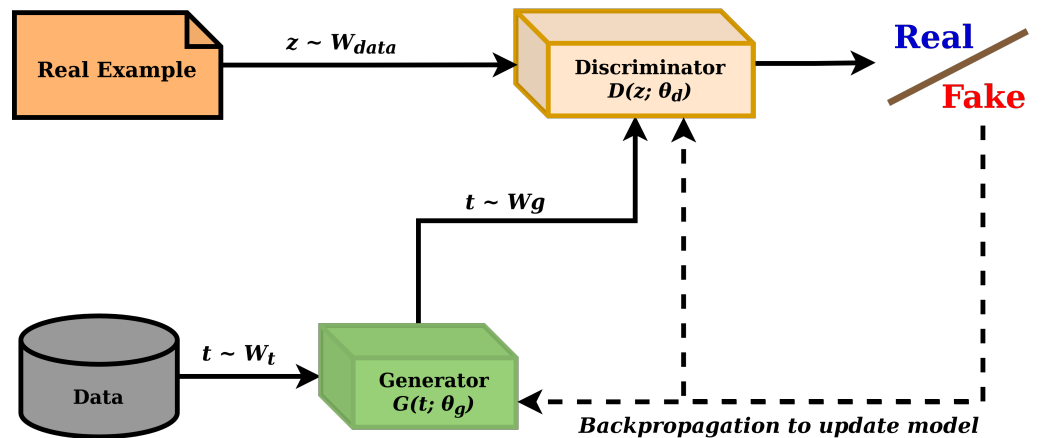 z ~ W_data
Real Example
Discriminator
D(z; θ_d)
Real
Fake
t ~ Wg
t ~ W_t
Data
Generator
G(t; θ_g)
Backpropagation to update model